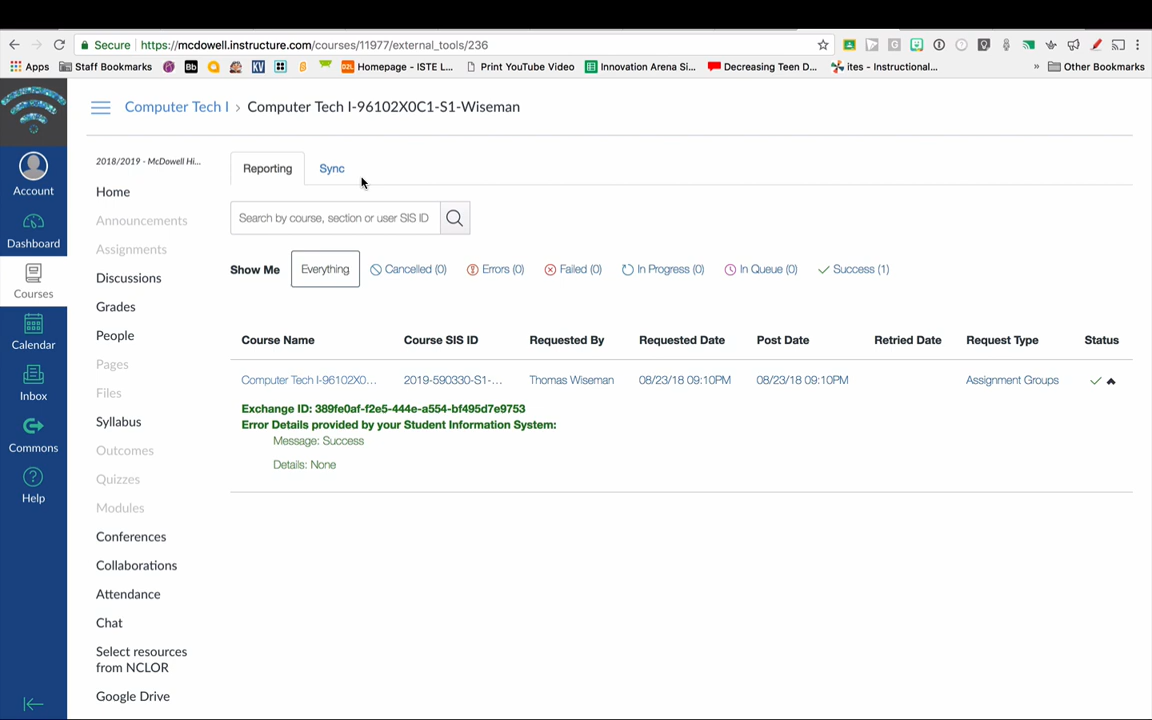 Secure
https://mcdowell.instructure.com/courses/11977/external_tools/236
Apps
Staff Bookmarks
Bb
KV
D2L
Homepage - ISTE L...
Print YouTube Video
Innovation Arena Si...
Decreasing Teen D...
ites - Instructional...
»
Other Bookmarks
Computer Tech I › Computer Tech I-96102X0C1-S1-Wiseman
Account
Dashboard
Courses
Calendar
Inbox
Commons
Help
2018/2019 - McDowell Hi...
Home
Announcements
Assignments
Discussions
Grades
People
Pages
Files
Syllabus
Outcomes
Quizzes
Modules
Conferences
Collaborations
Attendance
Chat
Select resources
from NCLOR
Google Drive
Reporting
Sync
Search by course, section or user SIS ID
Show Me
Everything
Cancelled (0)
Errors (0)
Failed (0)
In Progress (0)
In Queue (0)
Success (1)
Course Name
Course SIS ID
Requested By
Requested Date
Post Date
Retried Date
Request Type
Status
Computer Tech I-96102X0...
2019-590330-S1-...
Thomas Wiseman
08/23/18 09:10PM
08/23/18 09:10PM
Assignment Groups
Exchange ID: 389fe0af-f2e5-444e-a554-bf495d7e9753
Error Details provided by your Student Information System:
Message: Success
Details: None